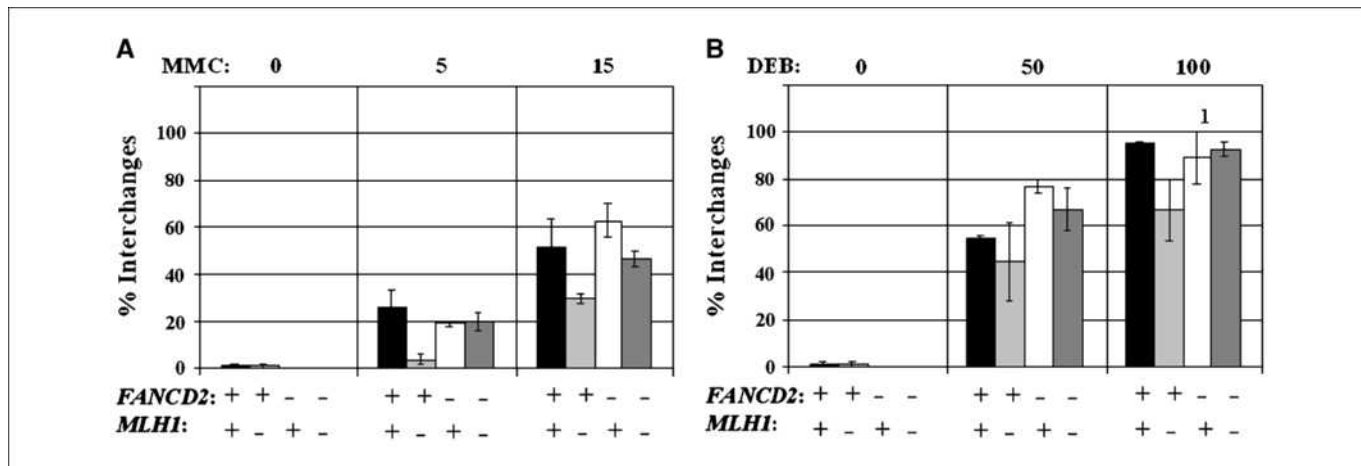 A
MMC: 0 5 15
% Interchanges
100
80
60
40
20
0
FANCD2: + + – – + + – – + + – –
MLH1: + – + – + – + – + – + –
B
DEB: 0 50 100
1
% Interchanges
100
80
60
40
20
0
FANCD2: + + – – + + – – + + – –
MLH1: + – + – + – + – + – + –